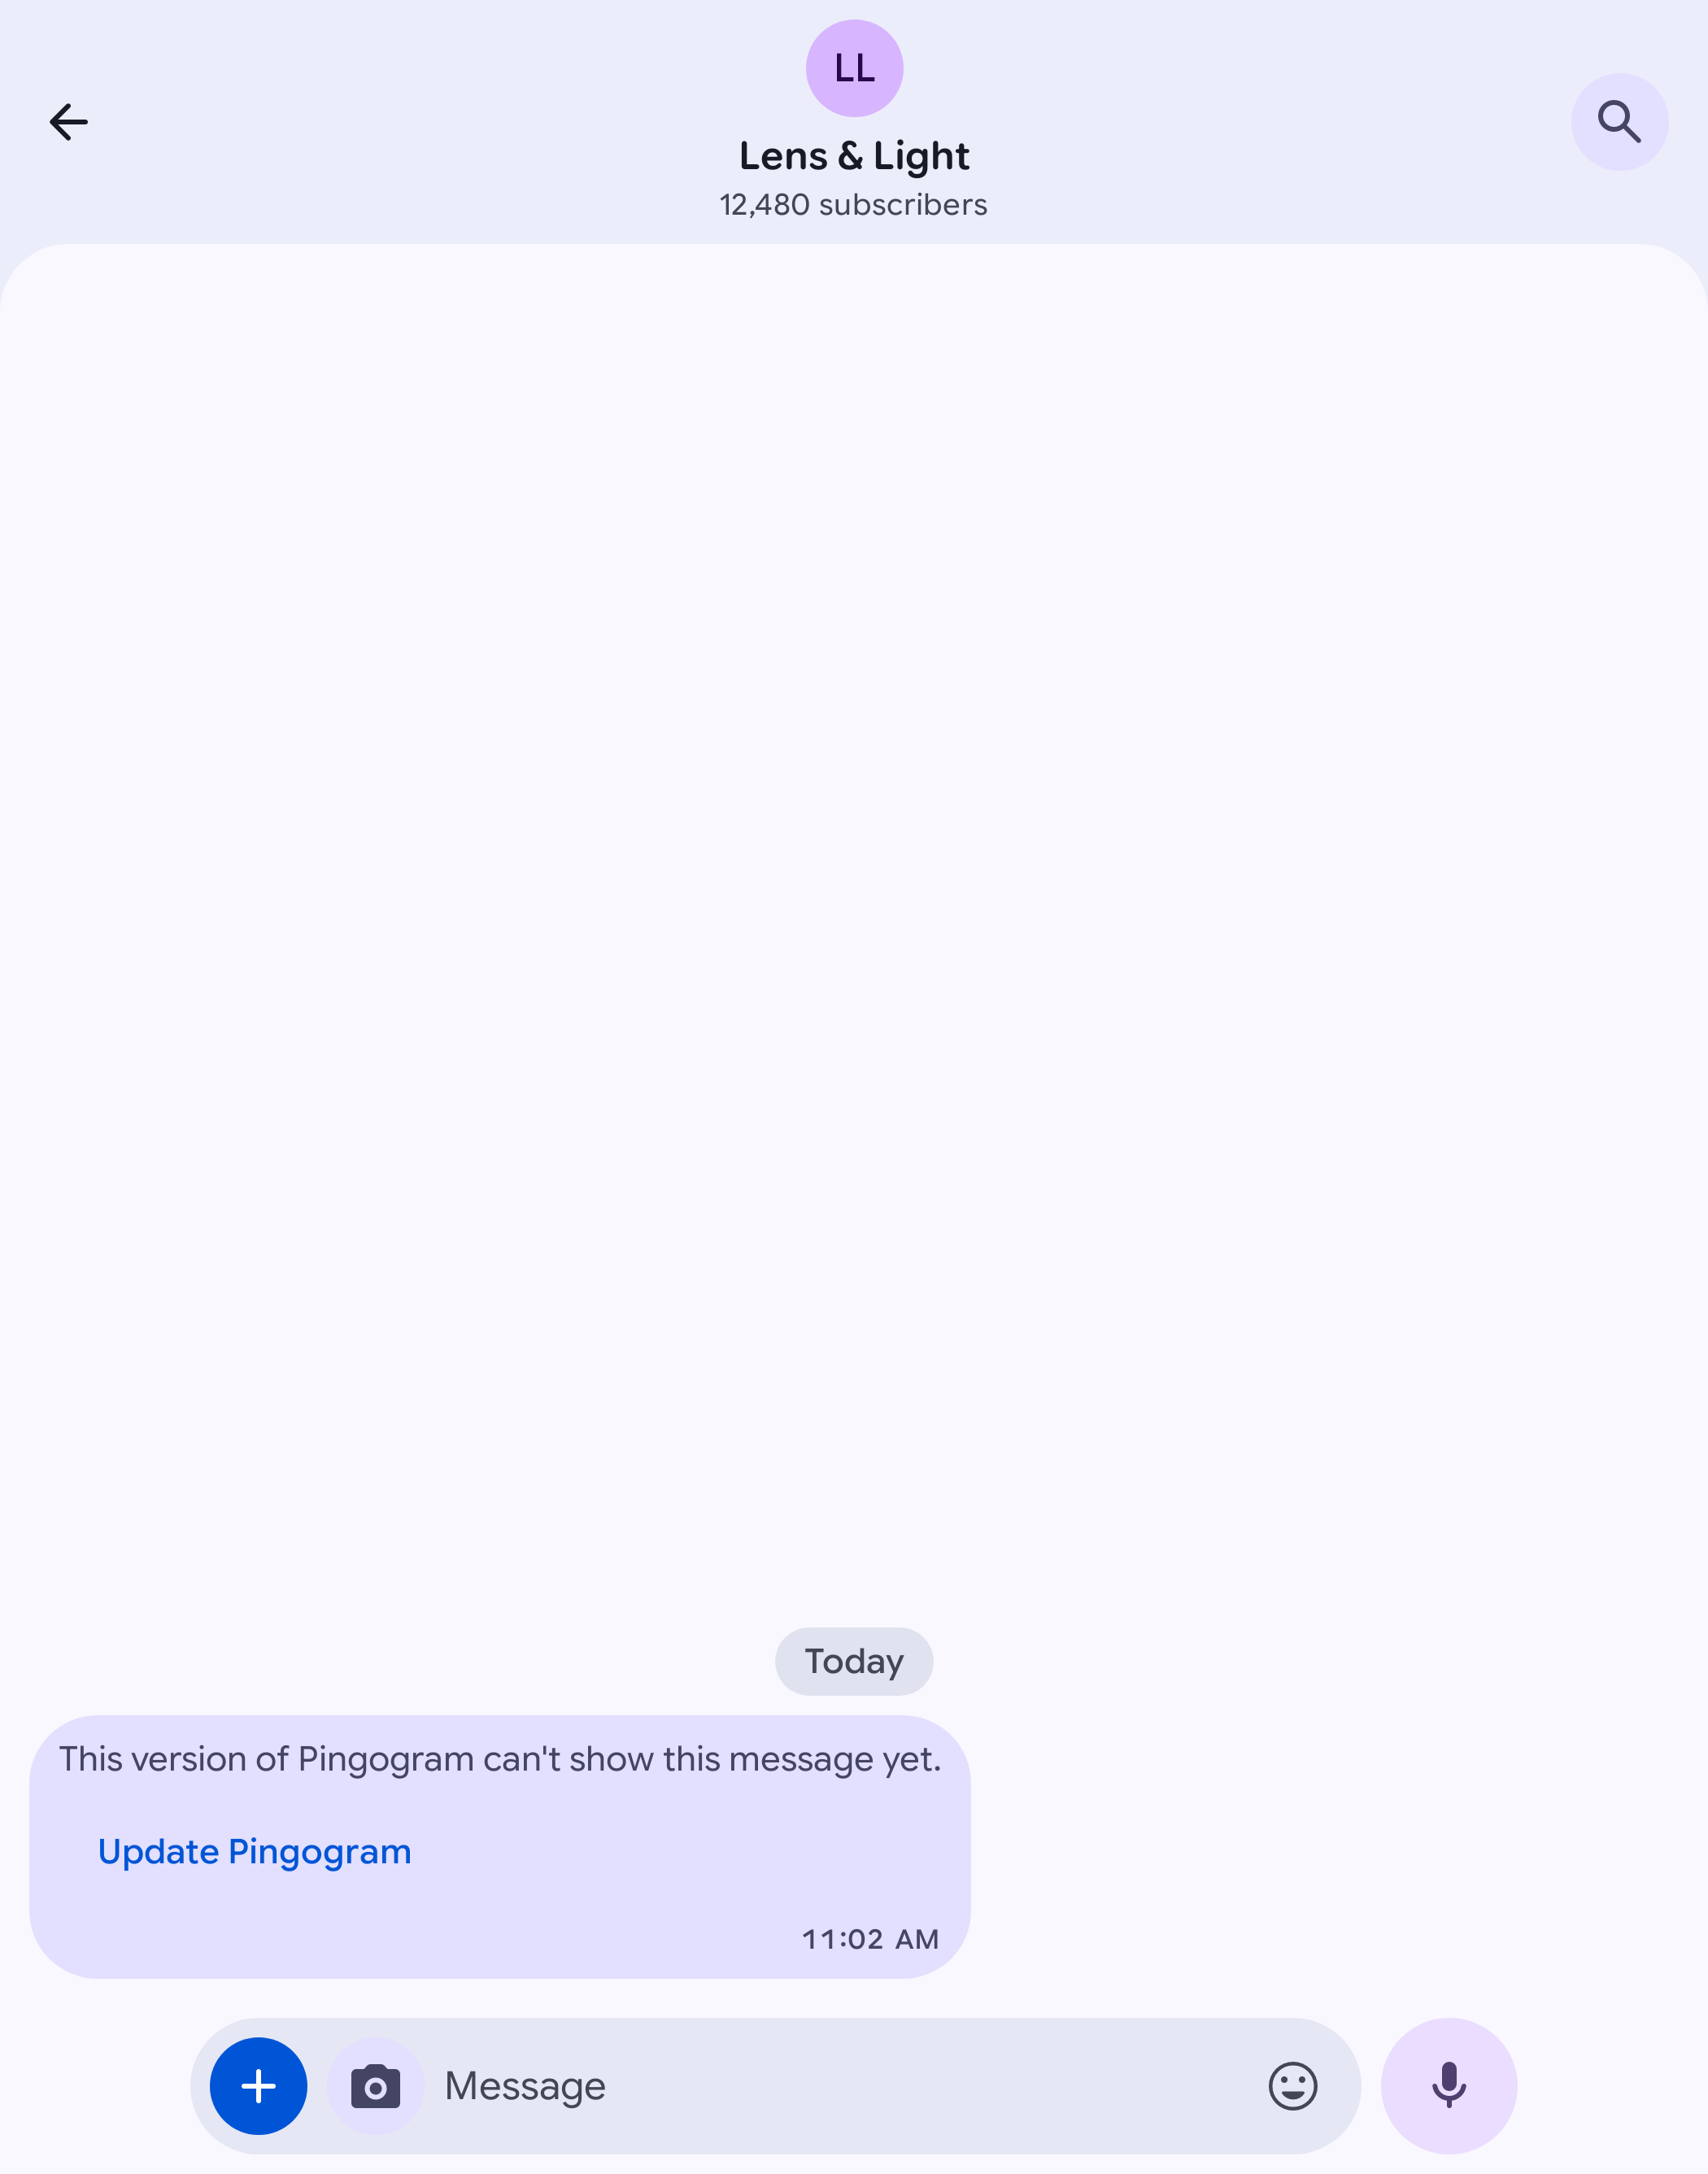 LL
Lens & Light
12,480 subscribers
Today
This version of Pingogram can't show this message yet.
Update Pingogram
11:02 AM
Message